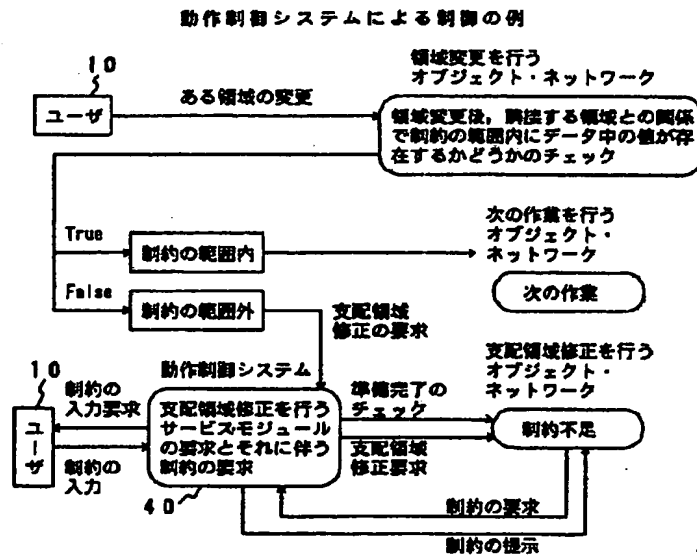 動作制御システムによる制御の例
10
ユーザ
ある領域の変更
領域変更を行う
オブジェクト・ネットワーク
領域変更後,隣接する領域との関係
で制約の範囲内にデータ中の値が存
在するかどうかのチェック
True
制約の範囲内
次の作業を行う
オブジェクト・
ネットワーク
次の作業
False
制約の範囲外
支配領域
修正の要求
10
ユーザ
制約の
入力要求
制約の
入力
動作制御システム
支配領域修正を行う
サービスモジュール
の要求とそれに伴う
制約の要求
40
準備完了の
チェック
支配領域
修正要求
支配領域修正を行う
オブジェクト・
ネットワーク
制約不足
制約の要求
制約の提示